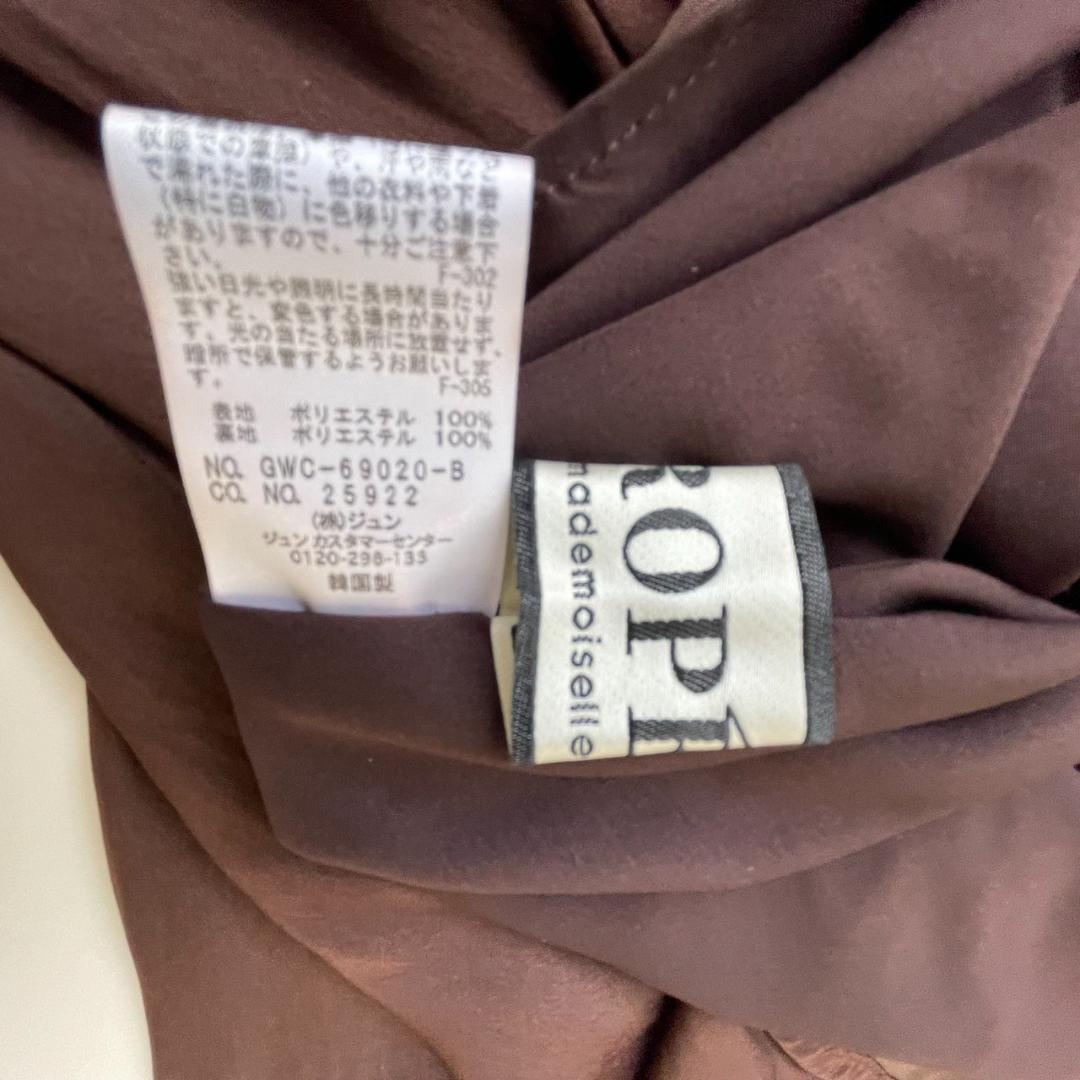 状態での摩擦)や、汗や雨など
で濡れた際に、他の衣料や下着
(特に白物)に色移りする場合
がありますので、十分ご注意下
さい。
F-302
強い日光や照明に長時間当たり
ますと、変色する場合がありま
す。光の当たる場所に放置せず、
暗所で保管するようお願いしま
す。
F-305
表地 ポリエステル 100%
裏地 ポリエステル 100%
NO. GWC-69020-B
CO. NO. 25922
(株)ジュン
ジュン カスタマーセンター
0120-298-133
韓国製
ROPÉ
mademoiselle